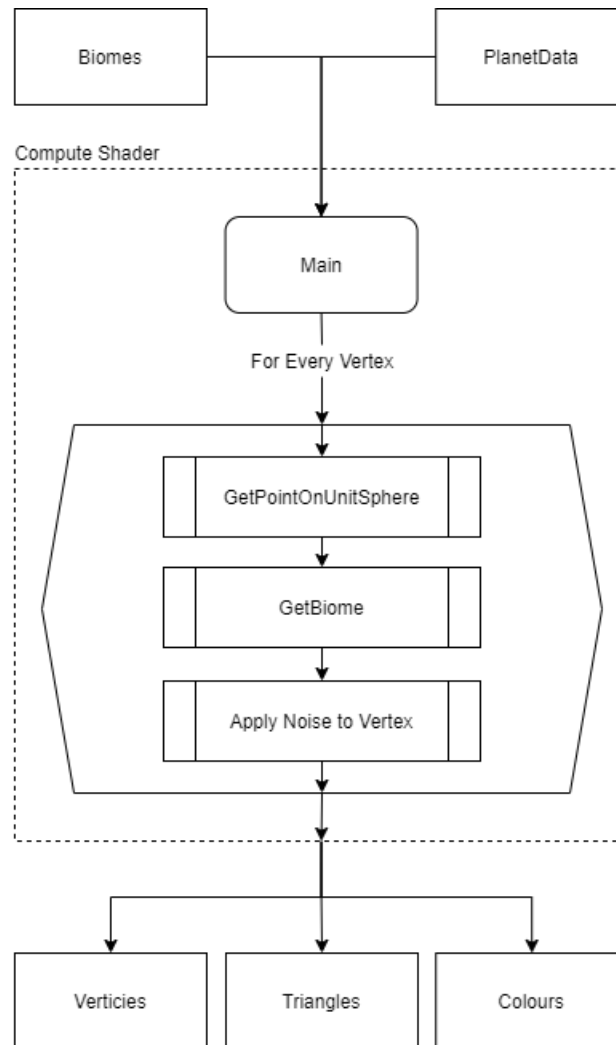 Biomes
PlanetData
Compute Shader
Main
For Every Vertex
GetPointOnUnitSphere
GetBiome
Apply Noise to Vertex
Verticies
Triangles
Colours